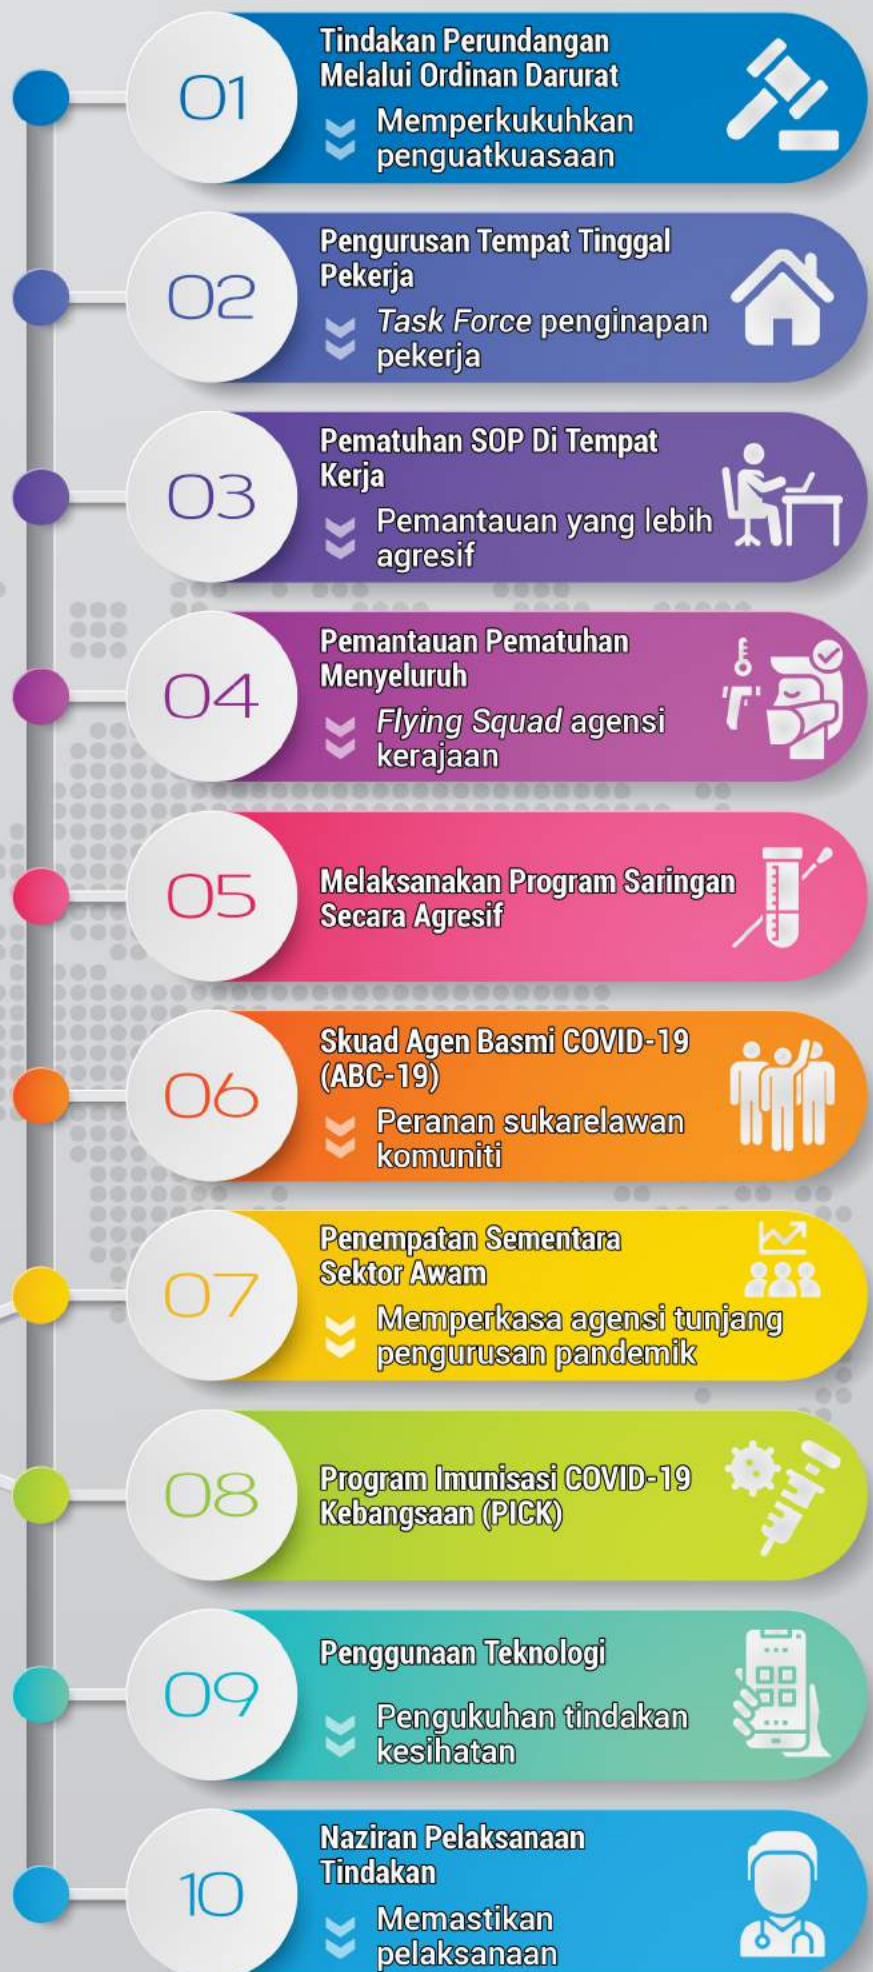 01
Tindakan Perundangan
Melalui Ordinan Darurat
Memperkukuhkan
penguatkuasaan
02
Pengurusan Tempat Tinggal
Pekerja
Task Force penginapan
pekerja
03
Pematuhan SOP Di Tempat
Kerja
Pemantauan yang lebih
agresif
04
Pemantauan Pematuhan
Menyeluruh
Flying Squad agensi
kerajaan
05
Melaksanakan Program Saringan
Secara Agresif
06
Skuad Agen Basmi COVID-19
(ABC-19)
Peranan sukarelawan
komuniti
07
Penempatan Sementara
Sektor Awam
Memperkasa agensi tunjang
pengurusan pandemik
08
Program Imunisasi COVID-19
Kebangsaan (PICK)
09
Penggunaan Teknologi
Pengukuhan tindakan
kesihatan
10
Naziran Pelaksanaan
Tindakan
Memastikan
pelaksanaan